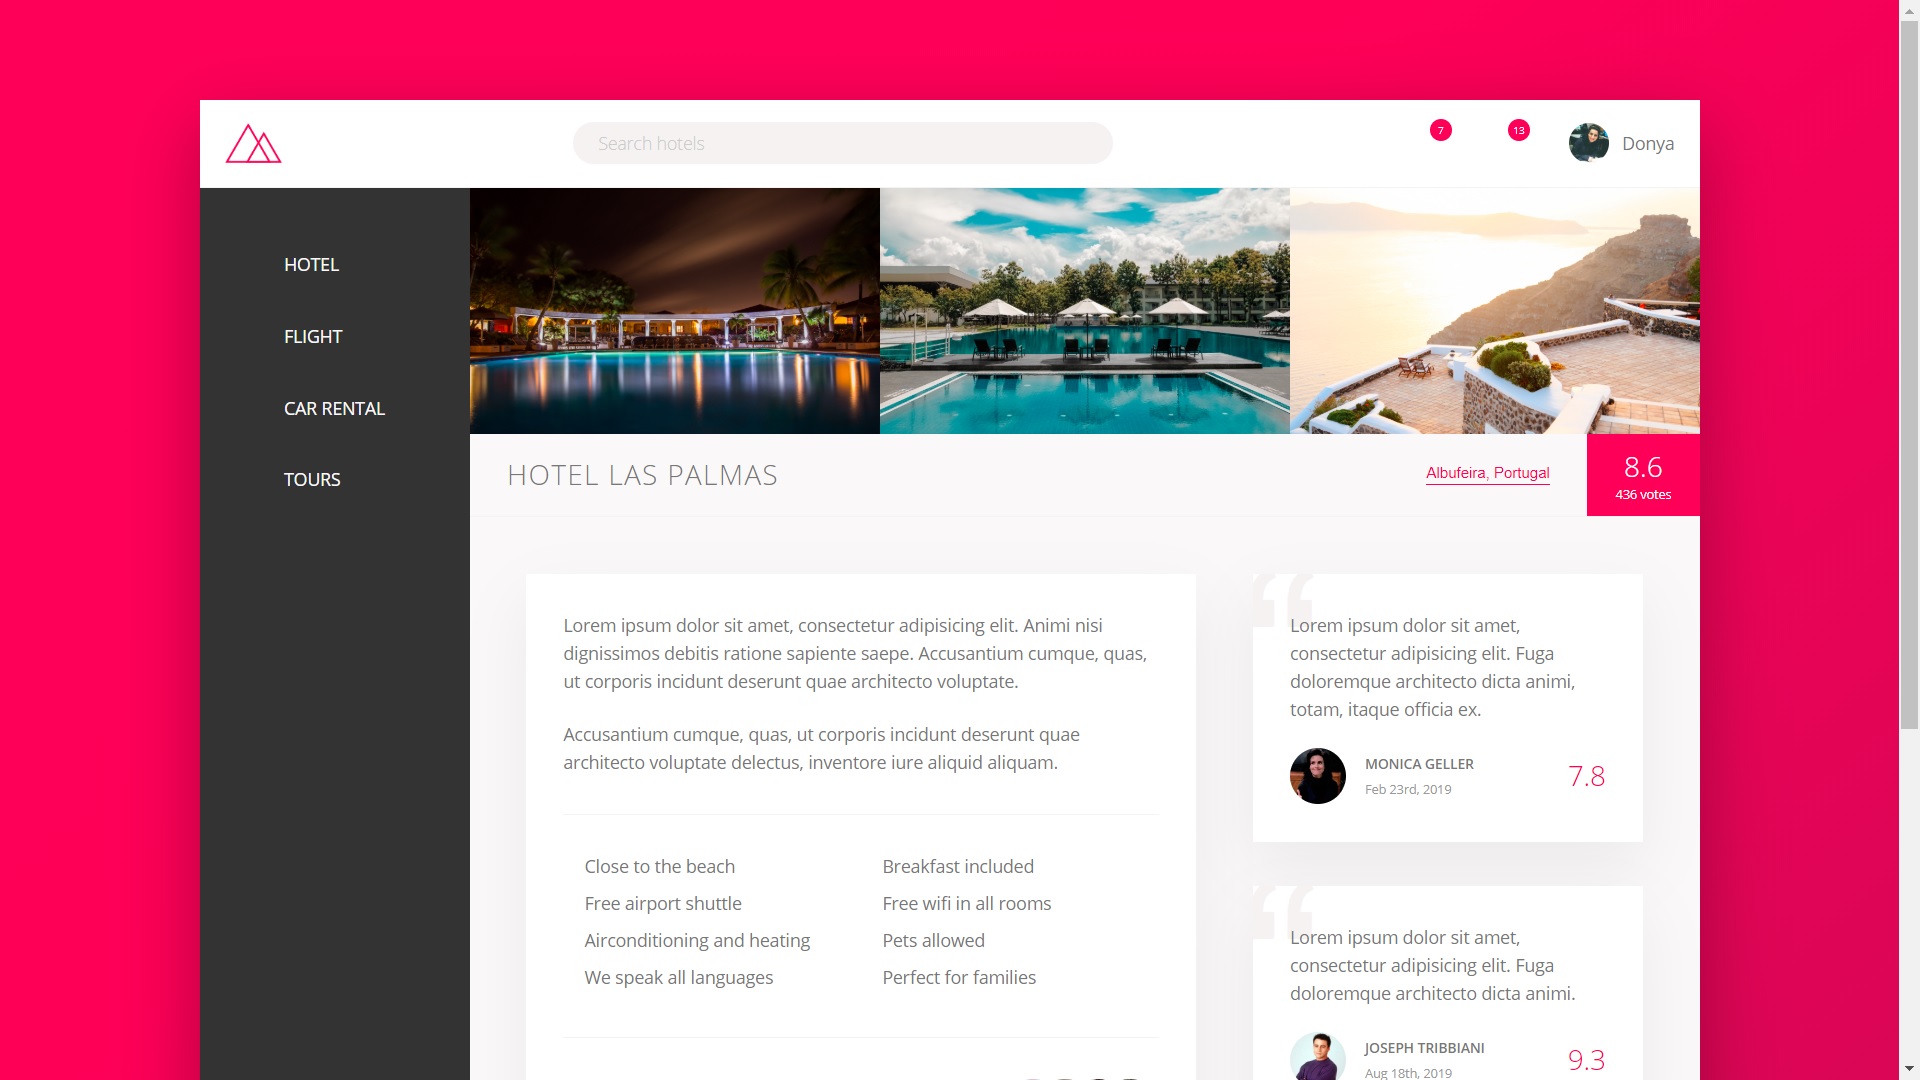 Search hotels
7
13
Donya
HOTEL
FLIGHT
CAR RENTAL
TOURS
HOTEL LAS PALMAS
Albufeira, Portugal
8.6
436 votes
Lorem ipsum dolor sit amet, consectetur adipisicing elit. Animi nisi
dignissimos debitis ratione sapiente saepe. Accusantium cumque, quas,
ut corporis incidunt deserunt quae architecto voluptate.
Accusantium cumque, quas, ut corporis incidunt deserunt quae
architecto voluptate delectus, inventore iure aliquid aliquam.
Close to the beach
Breakfast included
Free airport shuttle
Free wifi in all rooms
Airconditioning and heating
Pets allowed
We speak all languages
Perfect for families
“
Lorem ipsum dolor sit amet,
consectetur adipisicing elit. Fuga
doloremque architecto dicta animi,
totam, itaque officia ex.
MONICA GELLER
Feb 23rd, 2019
7.8
“
Lorem ipsum dolor sit amet,
consectetur adipisicing elit. Fuga
doloremque architecto dicta animi.
JOSEPH TRIBBIANI
Aug 18th, 2019
9.3